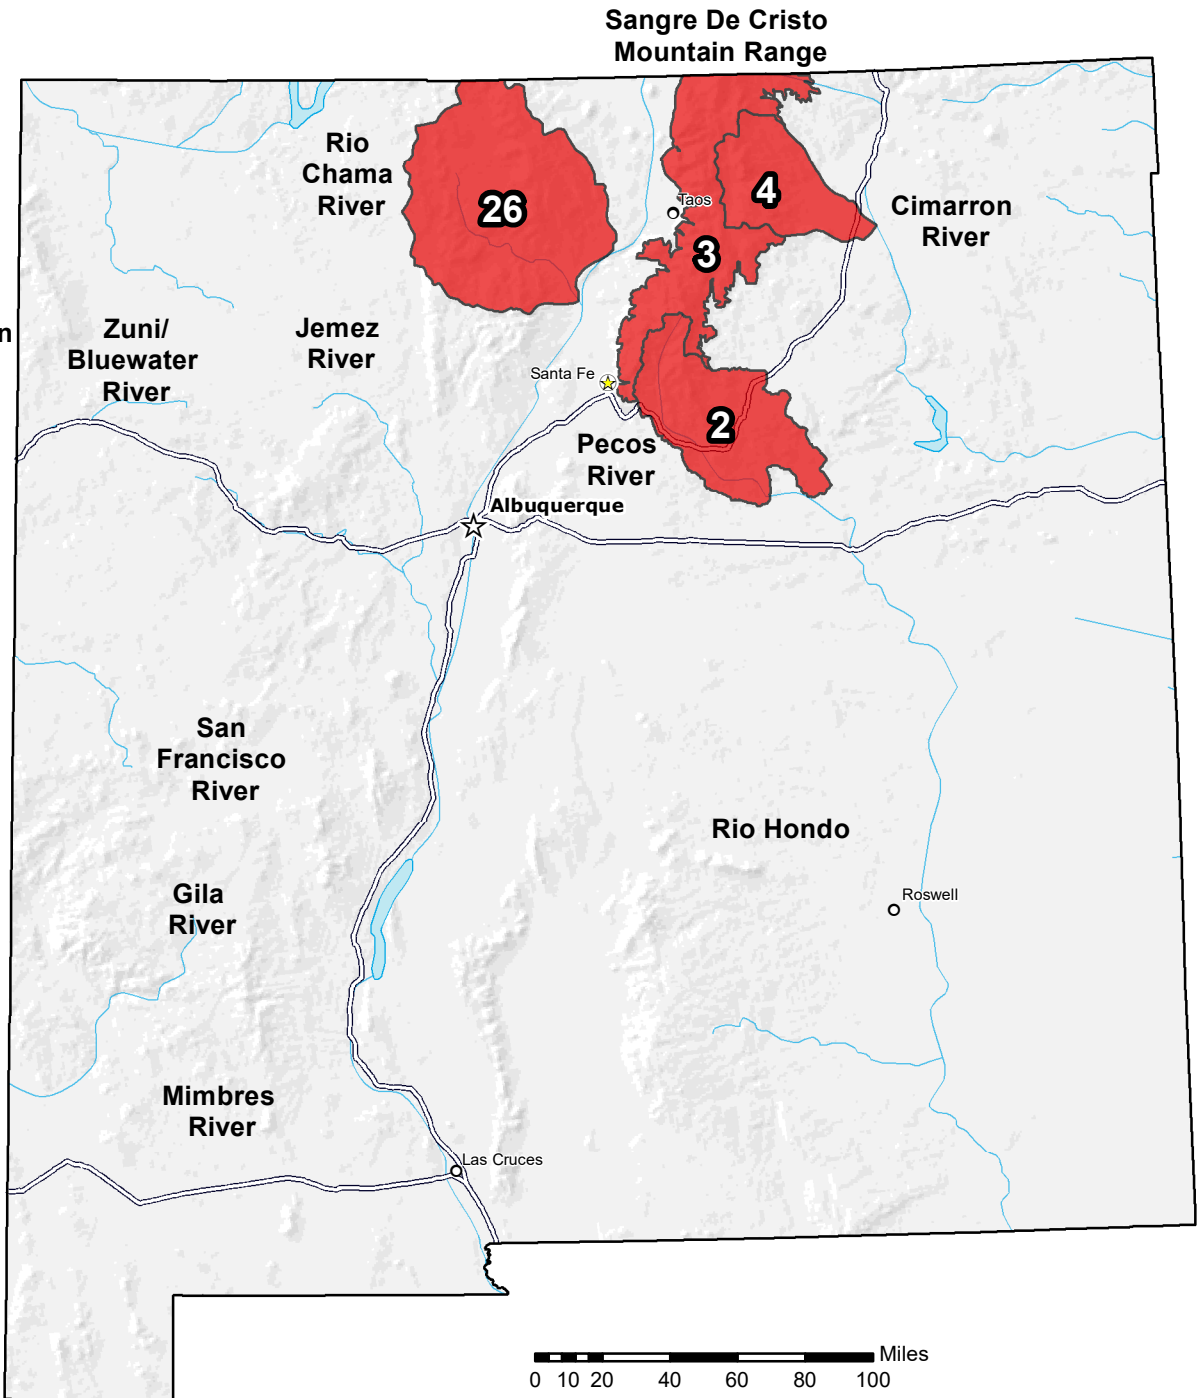 Sangre De Cristo
Mountain Range
Rio
Chama
River
26
4
Taos
Cimarron
River
3
n
Zuni/
Bluewater
River
Jemez
River
Santa Fe
2
Pecos
River
Albuquerque
San
Francisco
River
Rio Hondo
Gila
River
Roswell
Mimbres
River
Las Cruces
Miles
0 10 20 40 60 80 100